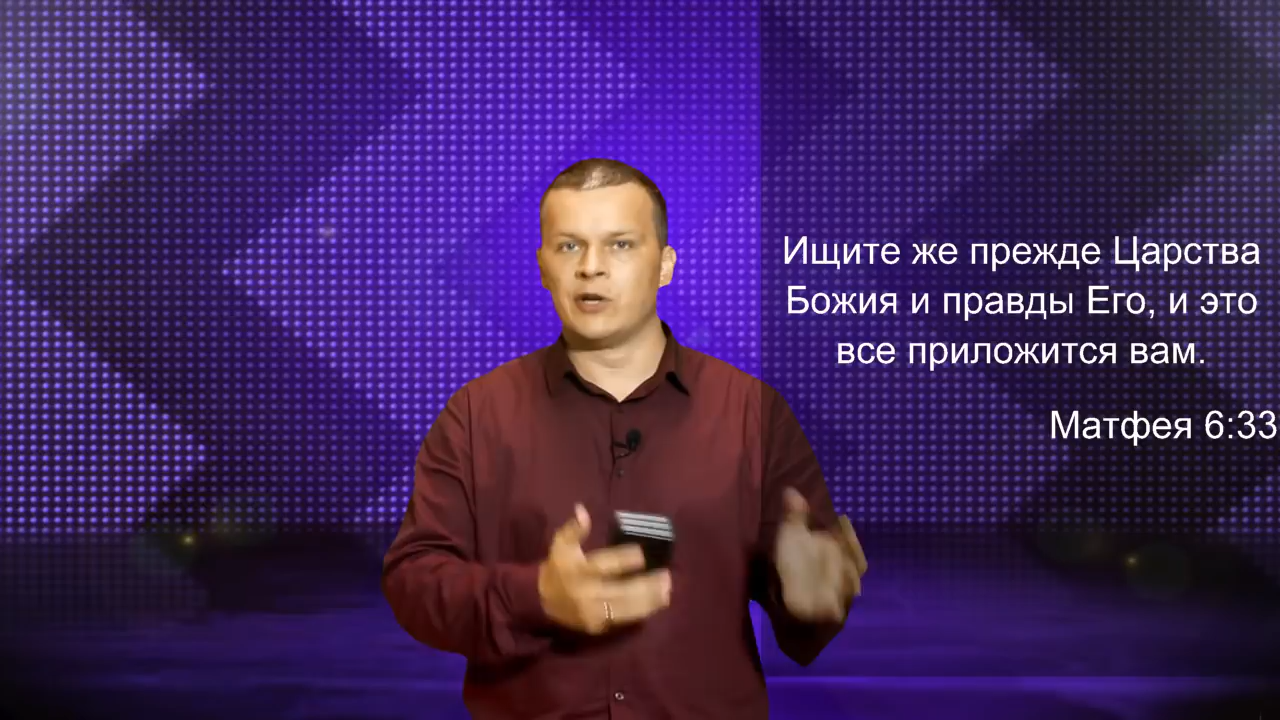 Ищите же прежде Царства
Божия и правды Его, и это
все приложится вам.
Матфея 6:33